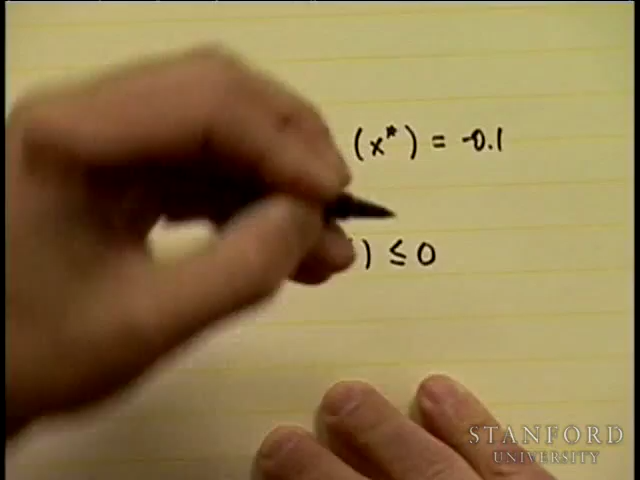 (x*) = -0.1
) ≤ 0
STANFORD
UNIVERSITY